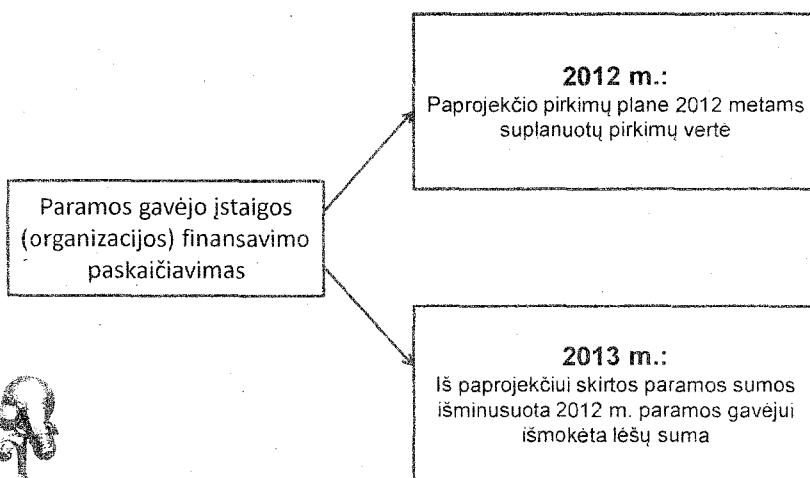 2012 m.:
Paprojekčio pirkimų plane 2012 metams
suplanuotų pirkimų vertė
Paramos gavėjo įstaigos
(organizacijos) finansavimo
paskaičiavimas
2013 m.:
Iš paprojekčiui skirtos paramos sumos
išminusuota 2012 m. paramos gavėjui
išmokėta lėšų suma